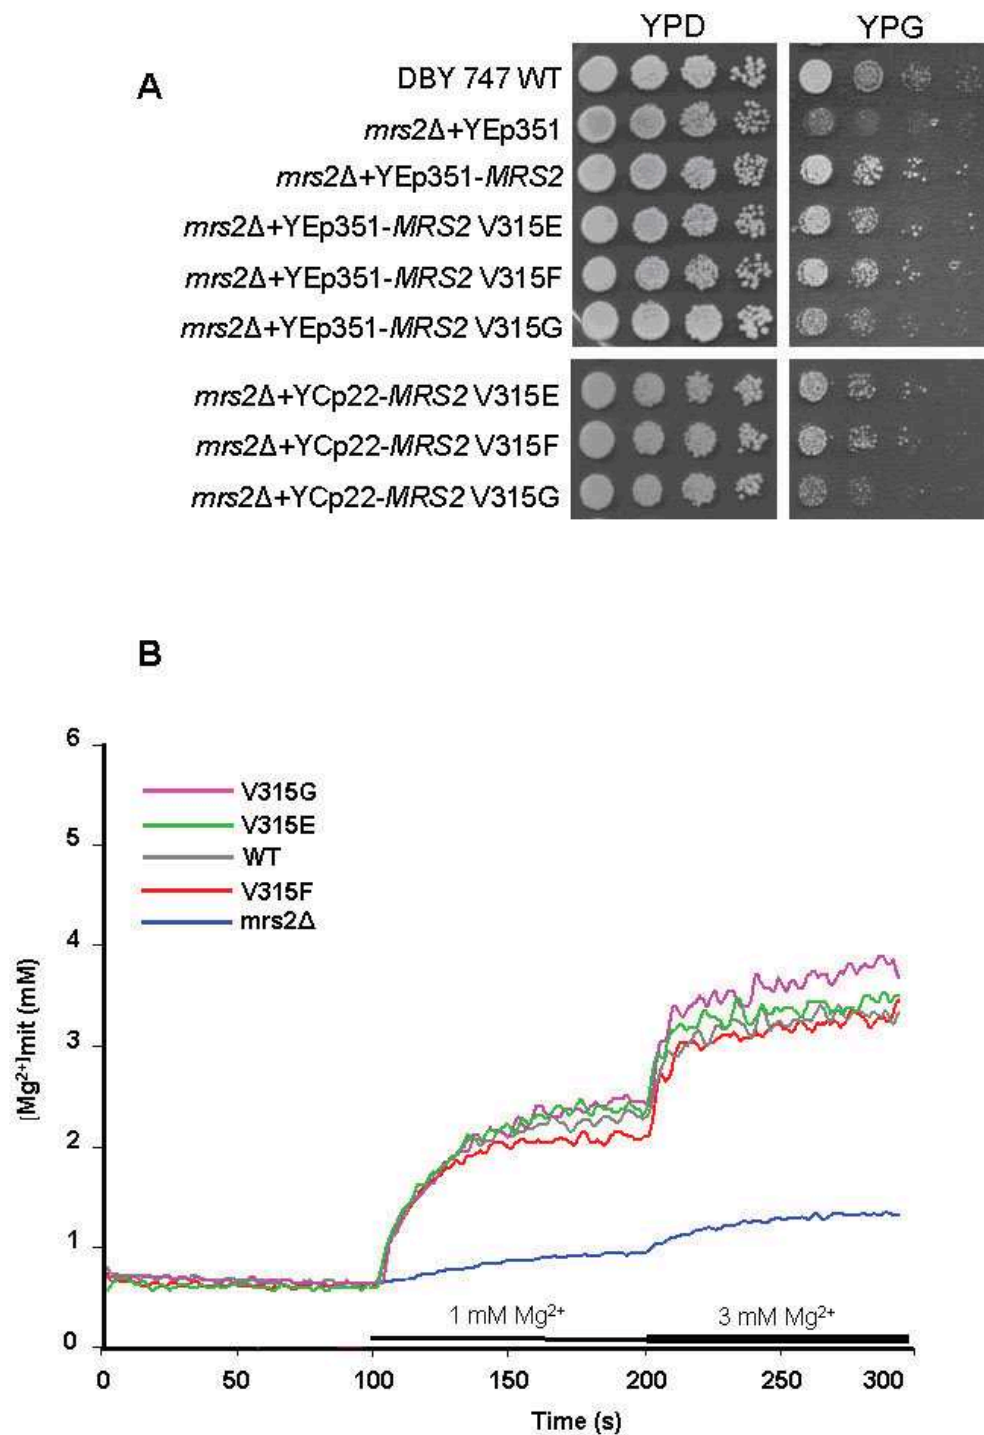 YPD YPG
A
DBY 747 WT
mrs2Δ+YEp351
mrs2Δ+YEp351-MRS2
mrs2Δ+YEp351-MRS2 V315E
mrs2Δ+YEp351-MRS2 V315F
mrs2Δ+YEp351-MRS2 V315G
mrs2Δ+YCp22-MRS2 V315E
mrs2Δ+YCp22-MRS2 V315F
mrs2Δ+YCp22-MRS2 V315G
B
[Mg²⁺]mit (mM)
6
5
4
3
2
1
0
V315G
V315E
WT
V315F
mrs2Δ
1 mM Mg²⁺ 3 mM Mg²⁺
0 50 100 150 200 250 300
Time (s)